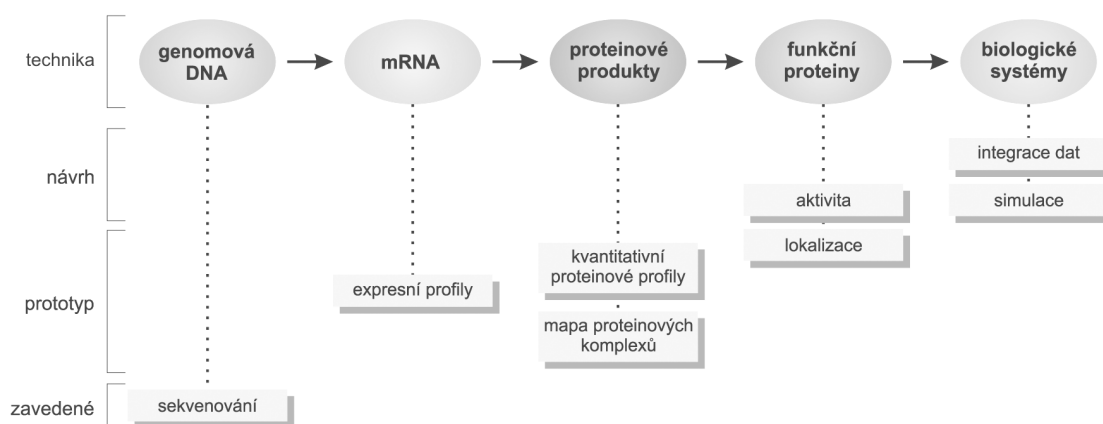 technika
genomová
DNA
mRNA
proteinové
produkty
funkční
proteiny
biologické
systémy
návrh
integrace dat
simulace
aktivita
lokalizace
prototyp
expresní profily
kvantitativní
proteinové profily
mapa proteinových
komplexů
zavedené
sekvenování